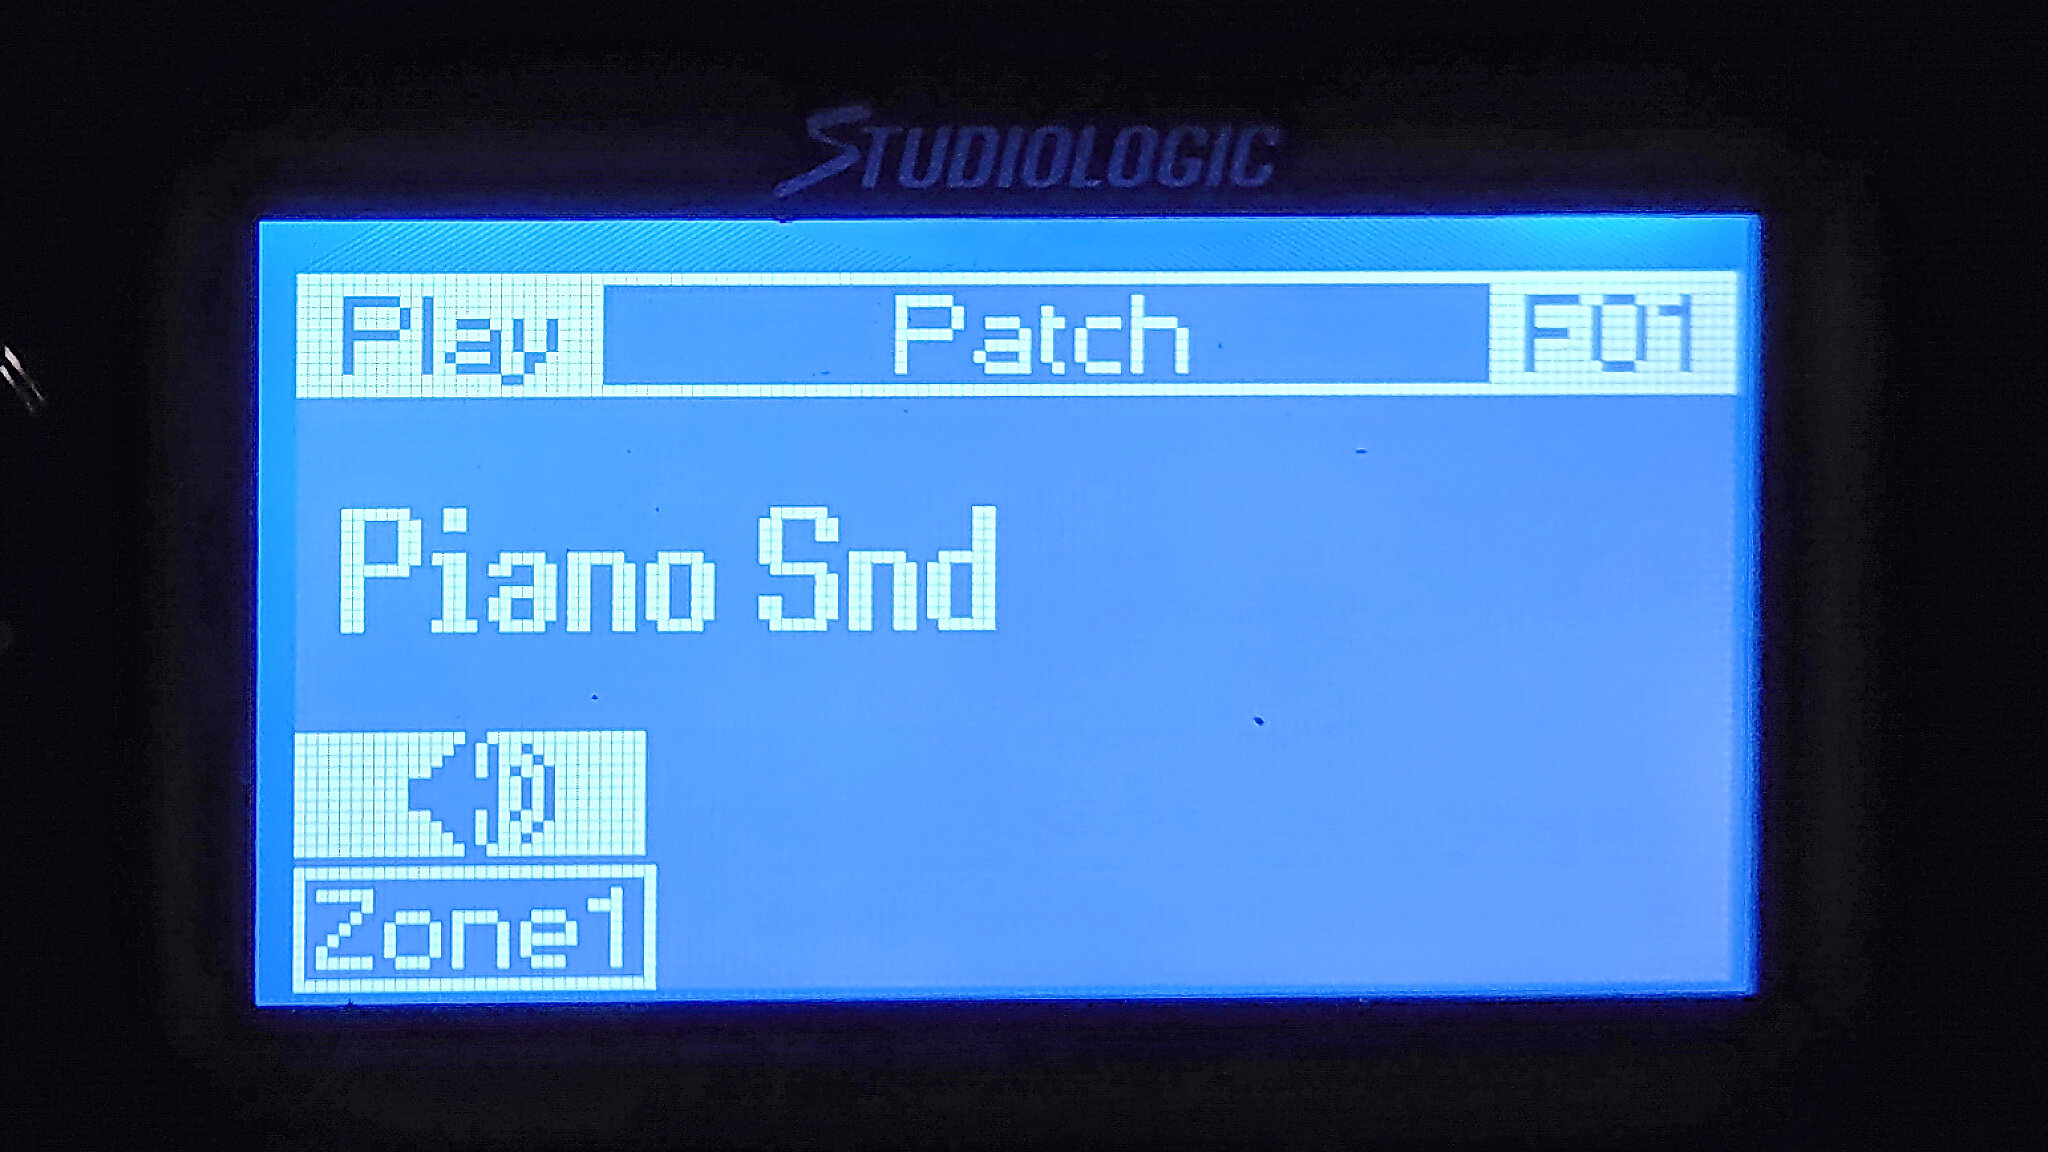 STUDIOLOGIC
Play Patch F01
Piano Snd
Zone1